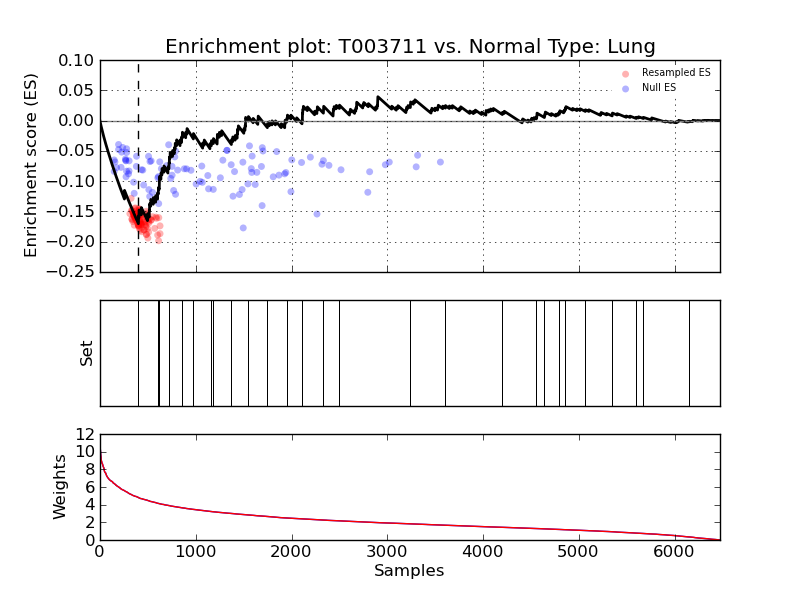 Enrichment plot: T003711 vs. Normal Type: Lung
Enrichment score (ES)
0.10
0.05
0.00
−0.05
−0.10
−0.15
−0.20
−0.25
Resampled ES
Null ES
Set
Weights
12
10
8
6
4
2
0
0 1000 2000 3000 4000 5000 6000
Samples